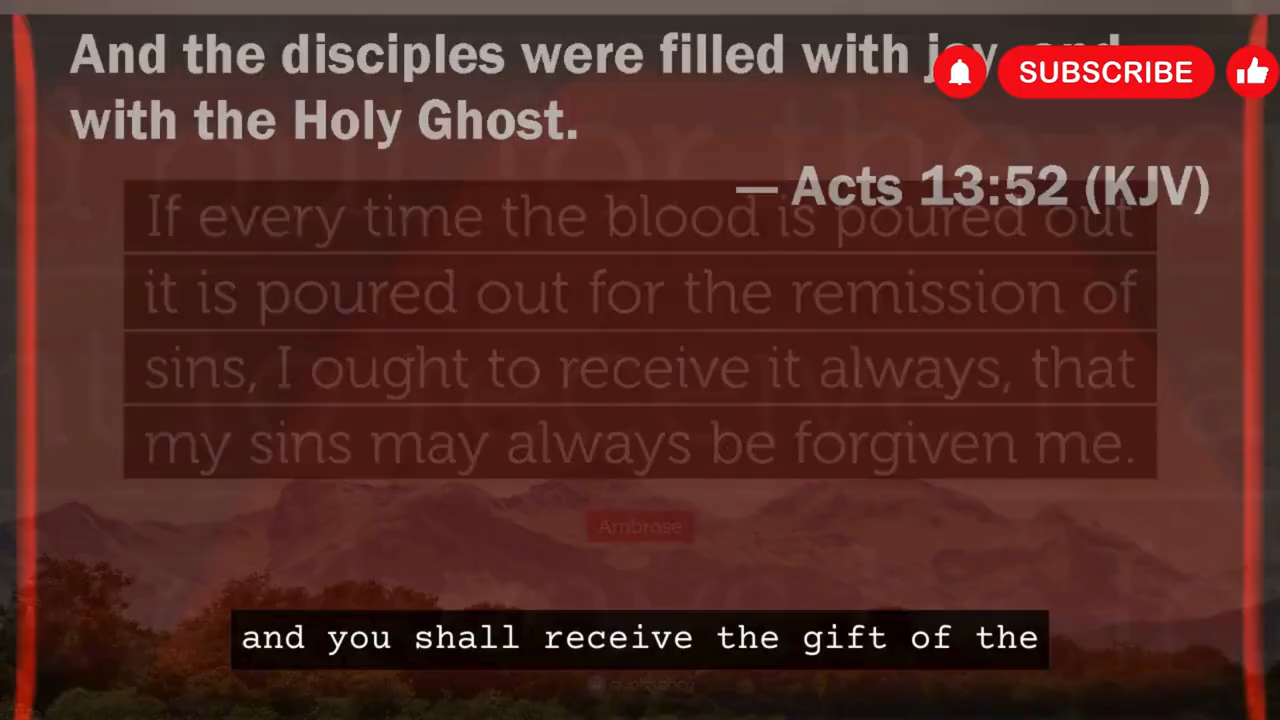 And the disciples were filled with joy, and
with the Holy Ghost.
SUBSCRIBE
— Acts 13:52 (KJV)
If every time the blood is poured out
it is poured out for the remission of
sins, I ought to receive it always, that
my sins may always be forgiven me.
Ambrose
and you shall receive the gift of the